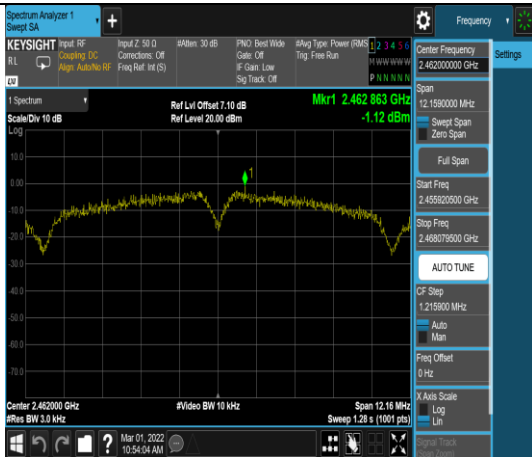 Spectrum Analyzer 1
Swept SA
Frequency
KEYSIGHT
R L
LXI
Input: RF
Coupling: DC
Align: Auto/No RF
Input Z: 50 Ω
Corrections: Off
Freq Ref: Int (S)
#Atten: 30 dB
PNO: Best Wide
Gate: Off
IF Gain: Low
Sig Track: Off
#Avg Type: Power (RMS
Trig: Free Run
1 2 3 4 5 6
M W W W W W
P N N N N N
Center Frequency
2.462000000 GHz
Settings
Span
12.1590000 MHz
Swept Span
Zero Span
Full Span
Start Freq
2.455920500 GHz
Stop Freq
2.468079500 GHz
AUTO TUNE
CF Step
1.215900 MHz
Auto
Man
Freq Offset
0 Hz
X Axis Scale
Log
Lin
Signal Track
(Span Zoom)
1 Spectrum
Scale/Div 10 dB
Log
Ref Lvl Offset 7.10 dB
Ref Level 20.00 dBm
Mkr1 2.462 863 GHz
-1.12 dBm
1
10.0
0.00
-10.0
-20.0
-30.0
-40.0
-50.0
-60.0
-70.0
Center 2.462000 GHz
#Res BW 3.0 kHz
#Video BW 10 kHz
Span 12.16 MHz
Sweep 1.28 s (1001 pts)
?
Mar 01, 2022
10:54:04 AM